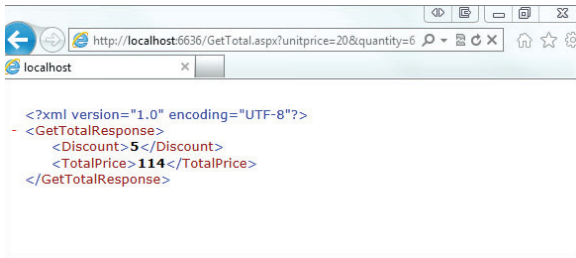 http://localhost:6636/GetTotal.aspx?unitprice=20&quantity=6
localhost
<?xml version="1.0" encoding="UTF-8"?>
- <GetTotalResponse>
<Discount>5</Discount>
<TotalPrice>114</TotalPrice>
</GetTotalResponse>